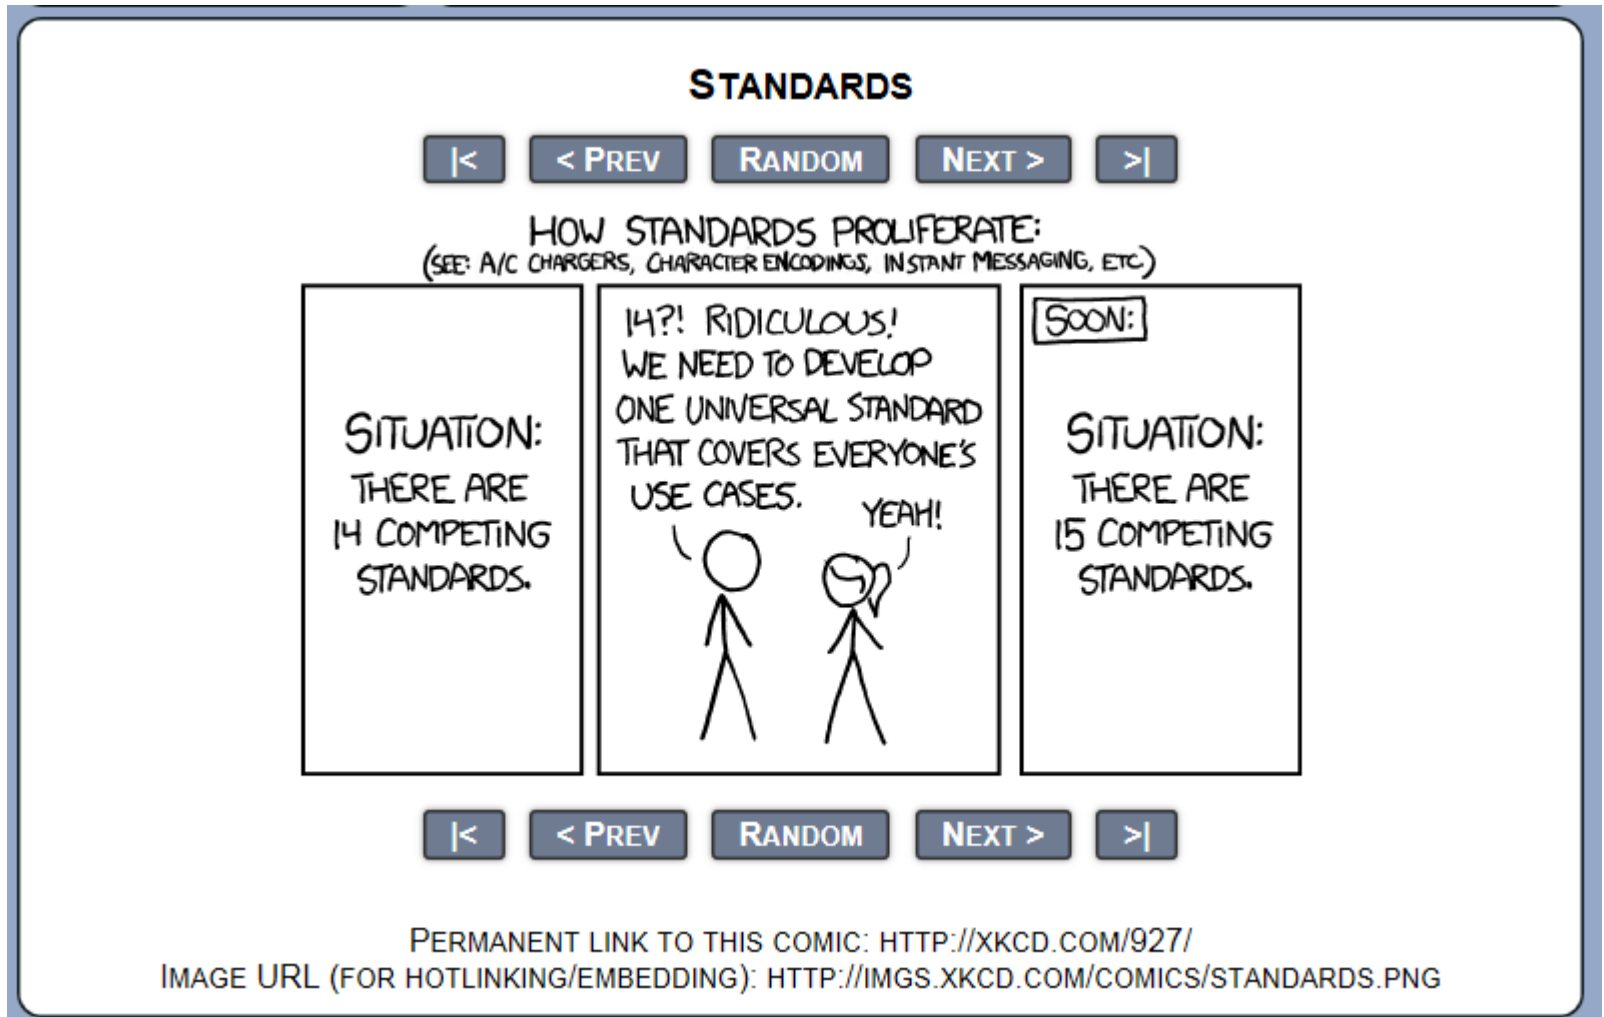 STANDARDS
|<
< PREV
RANDOM
NEXT >
>|
HOW STANDARDS PROLIFERATE:
(SEE: A/C CHARGERS, CHARACTER ENCODINGS, INSTANT MESSAGING, ETC.)
SITUATION:
THERE ARE
14 COMPETING
STANDARDS.
14?! RIDICULOUS!
WE NEED TO DEVELOP
ONE UNIVERSAL STANDARD
THAT COVERS EVERYONE'S
USE CASES.
YEAH!
SOON:
SITUATION:
THERE ARE
15 COMPETING
STANDARDS.
|<
< PREV
RANDOM
NEXT >
>|
PERMANENT LINK TO THIS COMIC: HTTP://XKCD.COM/927/
IMAGE URL (FOR HOTLINKING/EMBEDDING): HTTP://IMGS.XKCD.COM/COMICS/STANDARDS.PNG